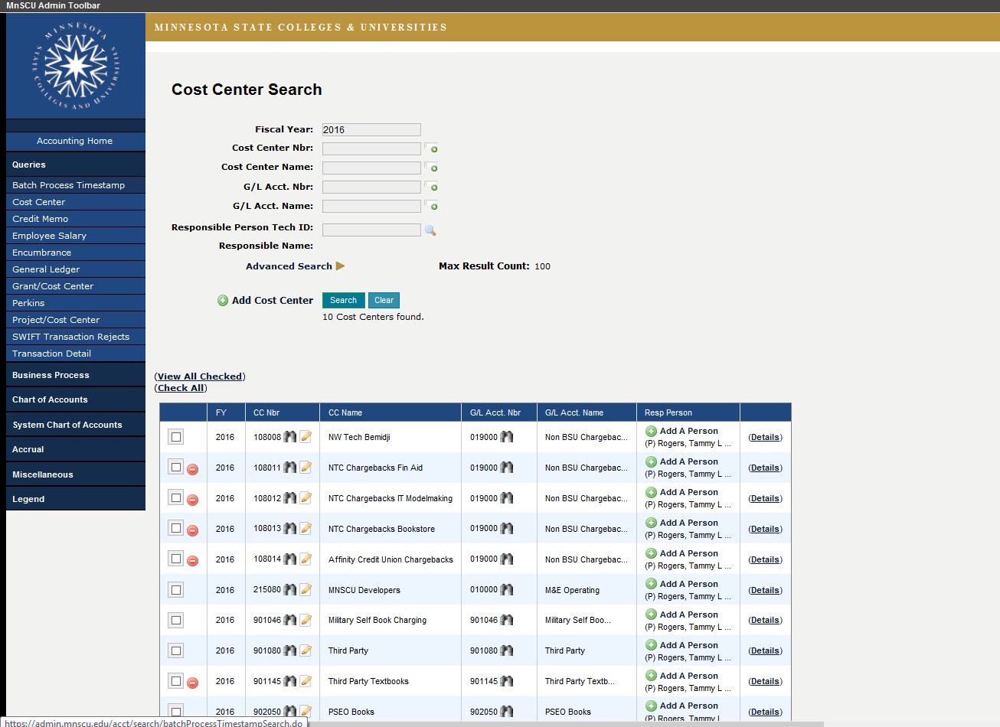 MnSCU Admin Toolbar
MINNESOTA STATE COLLEGES & UNIVERSITIES
MINNESOTA
STATE COLLEGES AND UNIVERSITIES
Accounting Home
Queries
Batch Process Timestamp
Cost Center
Credit Memo
Employee Salary
Encumbrance
General Ledger
Grant/Cost Center
Perkins
Project/Cost Center
SWIFT Transaction Rejects
Transaction Detail
Business Process
Chart of Accounts
System Chart of Accounts
Accrual
Miscellaneous
Legend
Cost Center Search
Fiscal Year: 2016
Cost Center Nbr:
Cost Center Name:
G/L Acct. Nbr:
G/L Acct. Name:
Responsible Person Tech ID:
Responsible Name:
Advanced Search Max Result Count: 100
Add Cost Center Search Clear
10 Cost Centers found.
(View All Checked)
(Check All)
FY CC Nbr CC Name G/L Acct. Nbr G/L Acct. Name Resp Person
2016 108008 NW Tech Bemidji 019000 Non BSU Chargebac... Add A Person (Details)
(P) Rogers, Tammy L ...
2016 108011 NTC Chargebacks Fin Aid 019000 Non BSU Chargebac... Add A Person (Details)
(P) Rogers, Tammy L ...
2016 108012 NTC Chargebacks IT Modelmaking 019000 Non BSU Chargebac... Add A Person (Details)
(P) Rogers, Tammy L ...
2016 108013 NTC Chargebacks Bookstore 019000 Non BSU Chargebac... Add A Person (Details)
(P) Rogers, Tammy L ...
2016 108014 Affinity Credit Union Chargebacks 019000 Non BSU Chargebac... Add A Person (Details)
(P) Rogers, Tammy L ...
2016 215080 MNSCU Developers 010000 M&E Operating Add A Person (Details)
(P) Rogers, Tammy L ...
2016 901046 Military Self Book Charging 901046 Military Self Boo... Add A Person (Details)
(P) Rogers, Tammy L ...
2016 901080 Third Party 901080 Third Party Add A Person (Details)
(P) Rogers, Tammy L ...
2016 901145 Third Party Textbooks 901145 Third Party Textb... Add A Person (Details)
(P) Rogers, Tammy L ...
2016 902050 PSEO Books 902050 PSEO Books Add A Person (Details)
(P) Rogers, Tammy L ...
https://admin.mnscu.edu/acct/search/batchProcessTimestampSearch.do